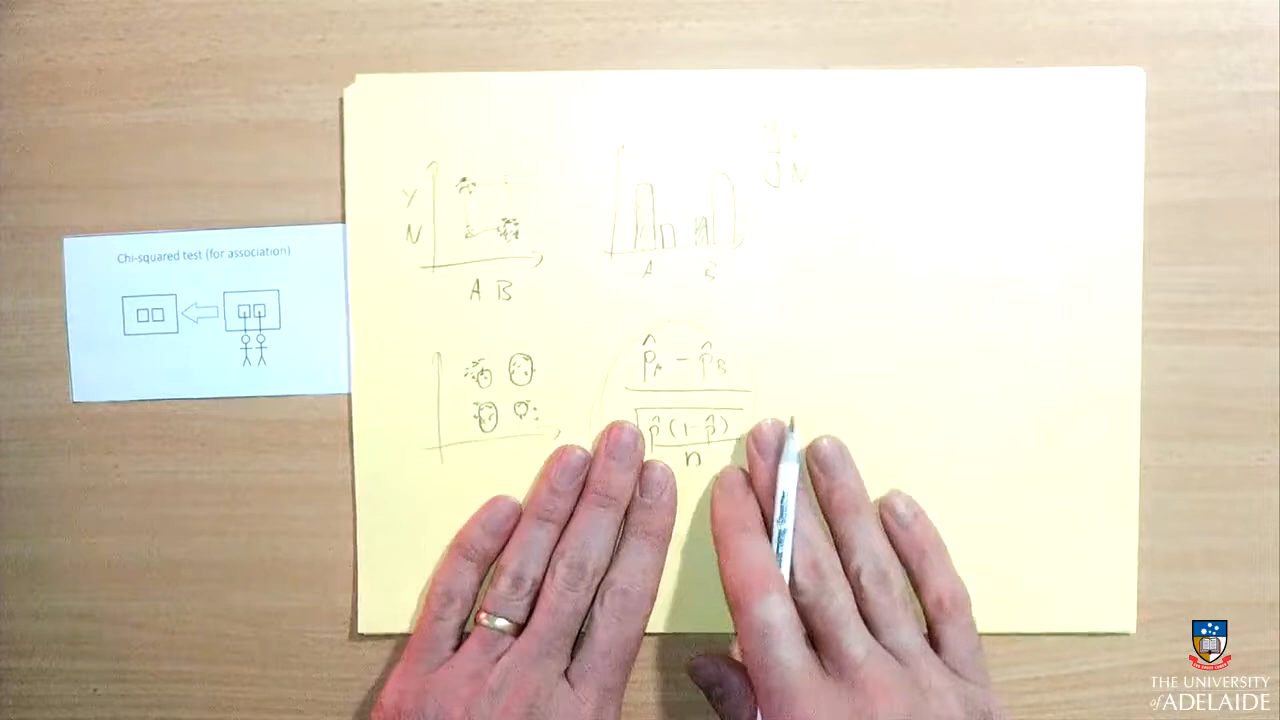 Chi-squared test (for association)
Y
N
A B
A
p̂A − p̂B
p̂(1-p̂)
n
THE UNIVERSITY
of ADELAIDE